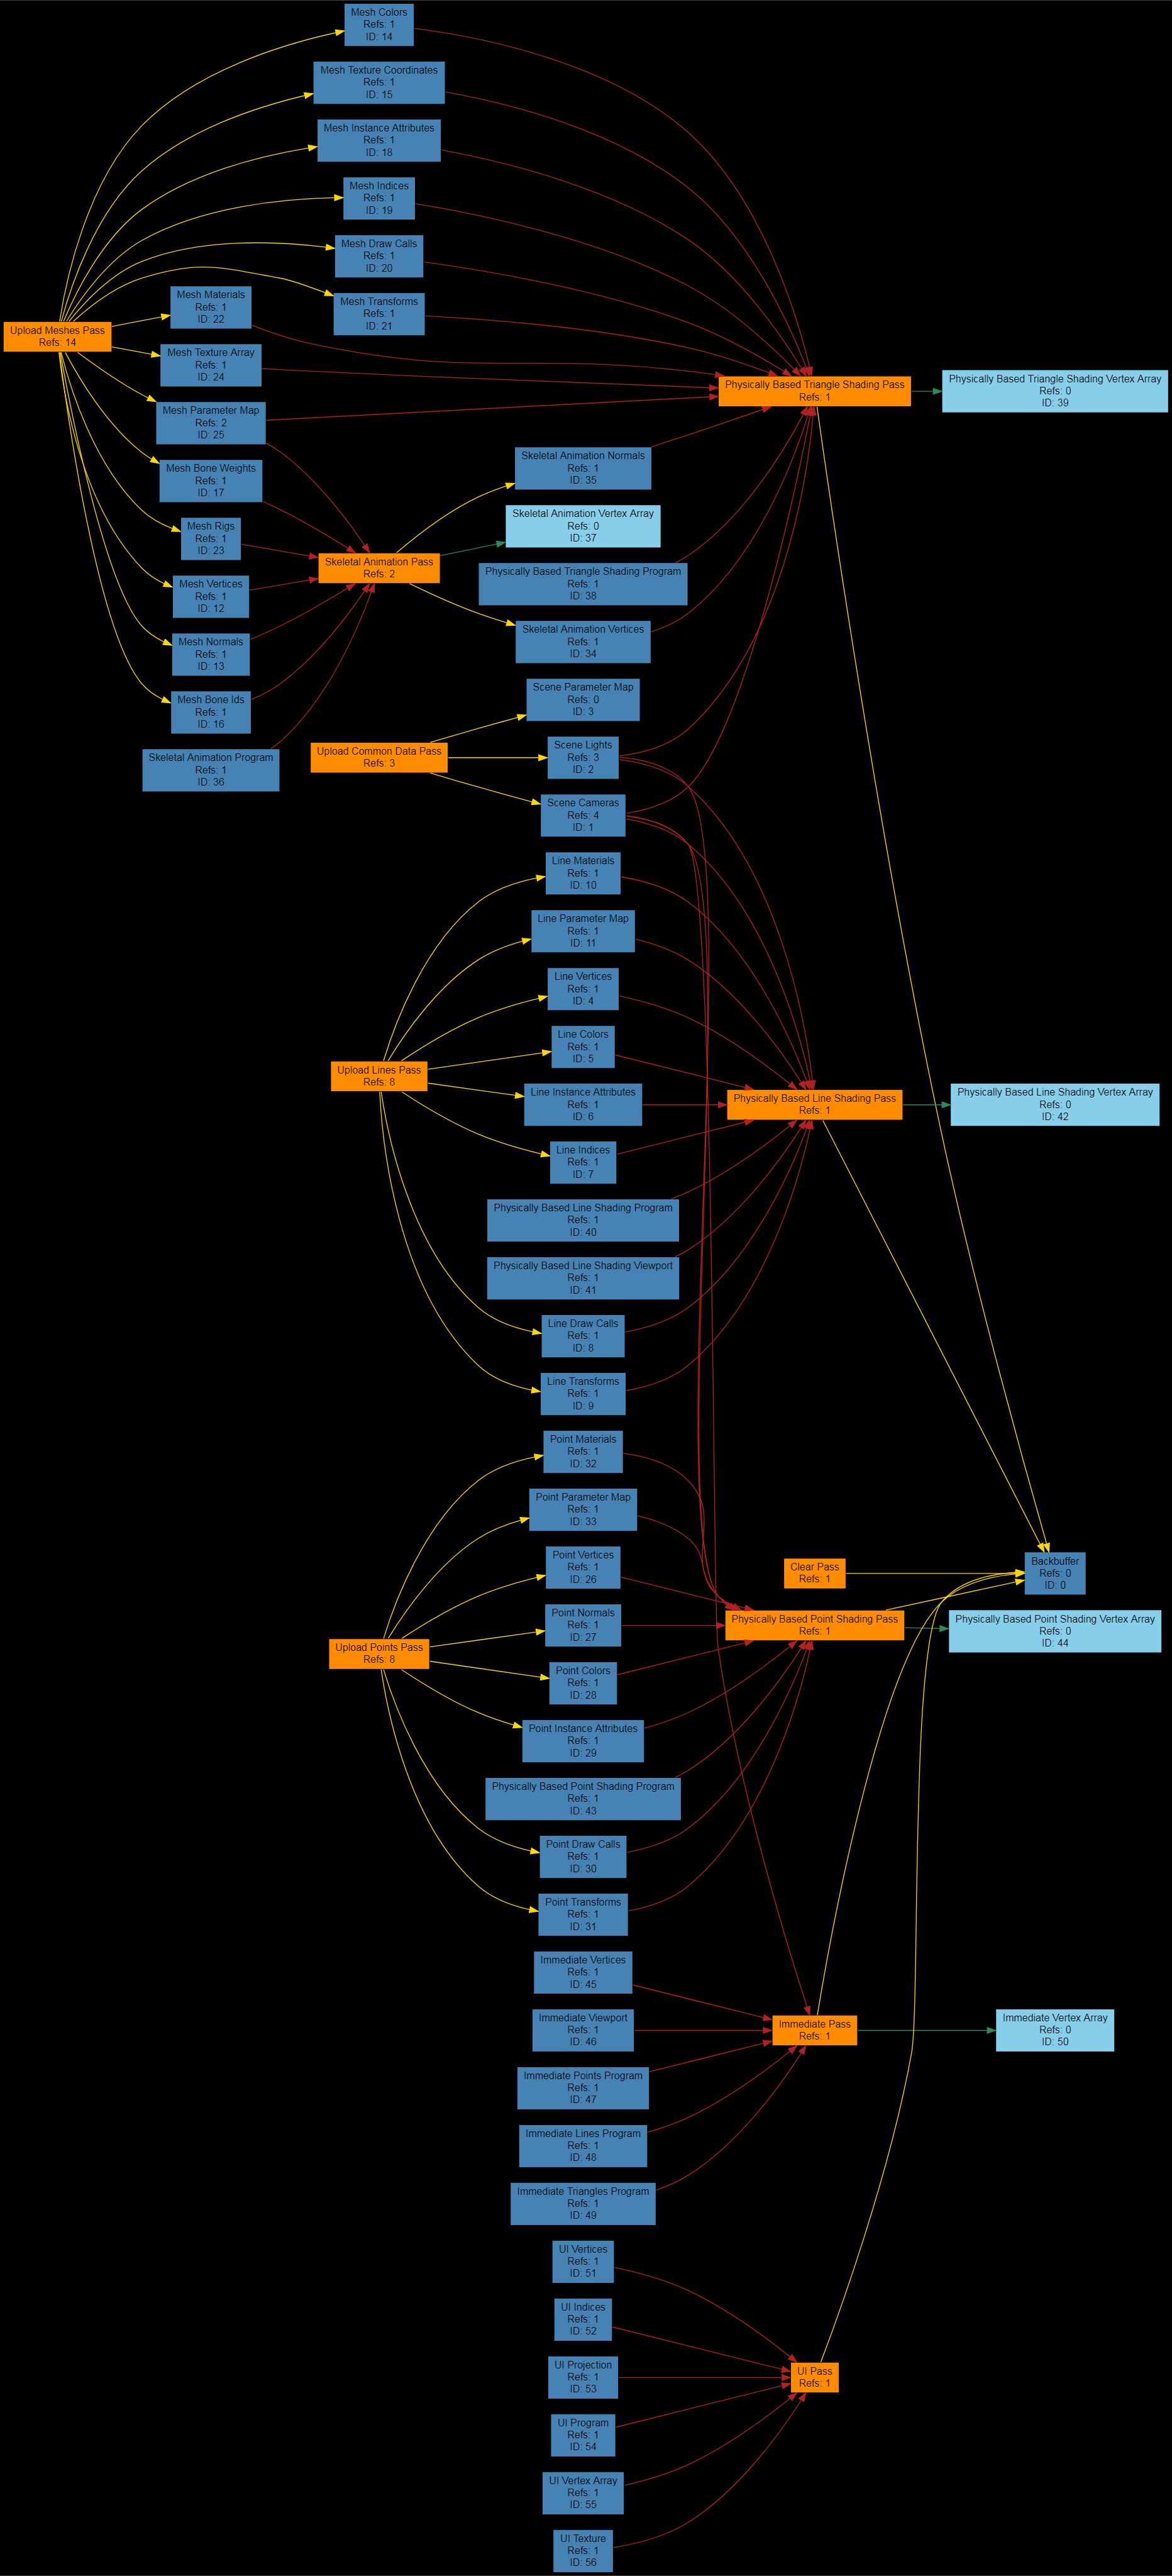 Mesh Colors
Refs: 1
ID: 14
Mesh Texture Coordinates
Refs: 1
ID: 15
Mesh Instance Attributes
Refs: 1
ID: 18
Mesh Indices
Refs: 1
ID: 19
Mesh Draw Calls
Refs: 1
ID: 20
Mesh Transforms
Refs: 1
ID: 21
Mesh Materials
Refs: 1
ID: 22
Upload Meshes Pass
Refs: 14
Mesh Texture Array
Refs: 1
ID: 24
Mesh Parameter Map
Refs: 2
ID: 25
Physically Based Triangle Shading Pass
Refs: 1
Physically Based Triangle Shading Vertex Array
Refs: 0
ID: 39
Mesh Bone Weights
Refs: 1
ID: 17
Mesh Rigs
Refs: 1
ID: 23
Mesh Vertices
Refs: 1
ID: 12
Mesh Normals
Refs: 1
ID: 13
Mesh Bone Ids
Refs: 1
ID: 16
Skeletal Animation Program
Refs: 1
ID: 36
Skeletal Animation Pass
Refs: 2
Skeletal Animation Normals
Refs: 1
ID: 35
Skeletal Animation Vertex Array
Refs: 0
ID: 37
Physically Based Triangle Shading Program
Refs: 1
ID: 38
Skeletal Animation Vertices
Refs: 1
ID: 34
Upload Common Data Pass
Refs: 3
Scene Parameter Map
Refs: 0
ID: 3
Scene Lights
Refs: 3
ID: 2
Scene Cameras
Refs: 4
ID: 1
Line Materials
Refs: 1
ID: 10
Line Parameter Map
Refs: 1
ID: 11
Line Vertices
Refs: 1
ID: 4
Line Colors
Refs: 1
ID: 5
Upload Lines Pass
Refs: 8
Line Instance Attributes
Refs: 1
ID: 6
Physically Based Line Shading Pass
Refs: 1
Physically Based Line Shading Vertex Array
Refs: 0
ID: 42
Line Indices
Refs: 1
ID: 7
Physically Based Line Shading Program
Refs: 1
ID: 40
Physically Based Line Shading Viewport
Refs: 1
ID: 41
Line Draw Calls
Refs: 1
ID: 8
Line Transforms
Refs: 1
ID: 9
Point Materials
Refs: 1
ID: 32
Point Parameter Map
Refs: 1
ID: 33
Point Vertices
Refs: 1
ID: 26
Clear Pass
Refs: 1
Backbuffer
Refs: 0
ID: 0
Point Normals
Refs: 1
ID: 27
Physically Based Point Shading Pass
Refs: 1
Physically Based Point Shading Vertex Array
Refs: 0
ID: 44
Upload Points Pass
Refs: 8
Point Colors
Refs: 1
ID: 28
Point Instance Attributes
Refs: 1
ID: 29
Physically Based Point Shading Program
Refs: 1
ID: 43
Point Draw Calls
Refs: 1
ID: 30
Point Transforms
Refs: 1
ID: 31
Immediate Vertices
Refs: 1
ID: 45
Immediate Viewport
Refs: 1
ID: 46
Immediate Pass
Refs: 1
Immediate Vertex Array
Refs: 0
ID: 50
Immediate Points Program
Refs: 1
ID: 47
Immediate Lines Program
Refs: 1
ID: 48
Immediate Triangles Program
Refs: 1
ID: 49
UI Vertices
Refs: 1
ID: 51
UI Indices
Refs: 1
ID: 52
UI Projection
Refs: 1
ID: 53
UI Pass
Refs: 1
UI Program
Refs: 1
ID: 54
UI Vertex Array
Refs: 1
ID: 55
UI Texture
Refs: 1
ID: 56